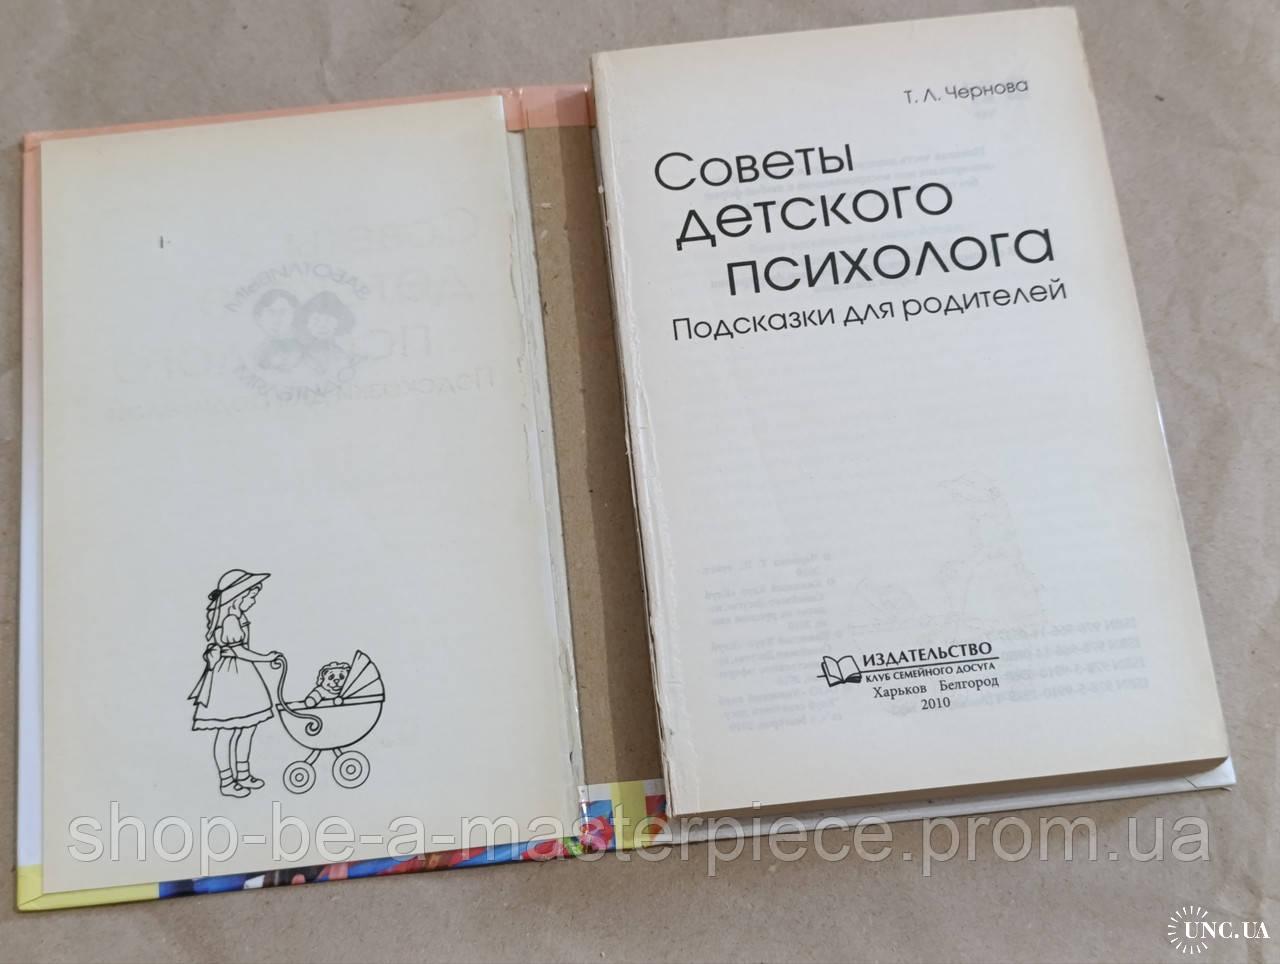 Т. Л. Чернова
Советы
детского
психолога
Подсказки для родителей
ИЗДАТЕЛЬСТВО
КЛУБ СЕМЕЙНОГО ДОСУГА
Харьков Белгород
2010
shop-be-a-masterpiece.prom.ua
UNC.UA